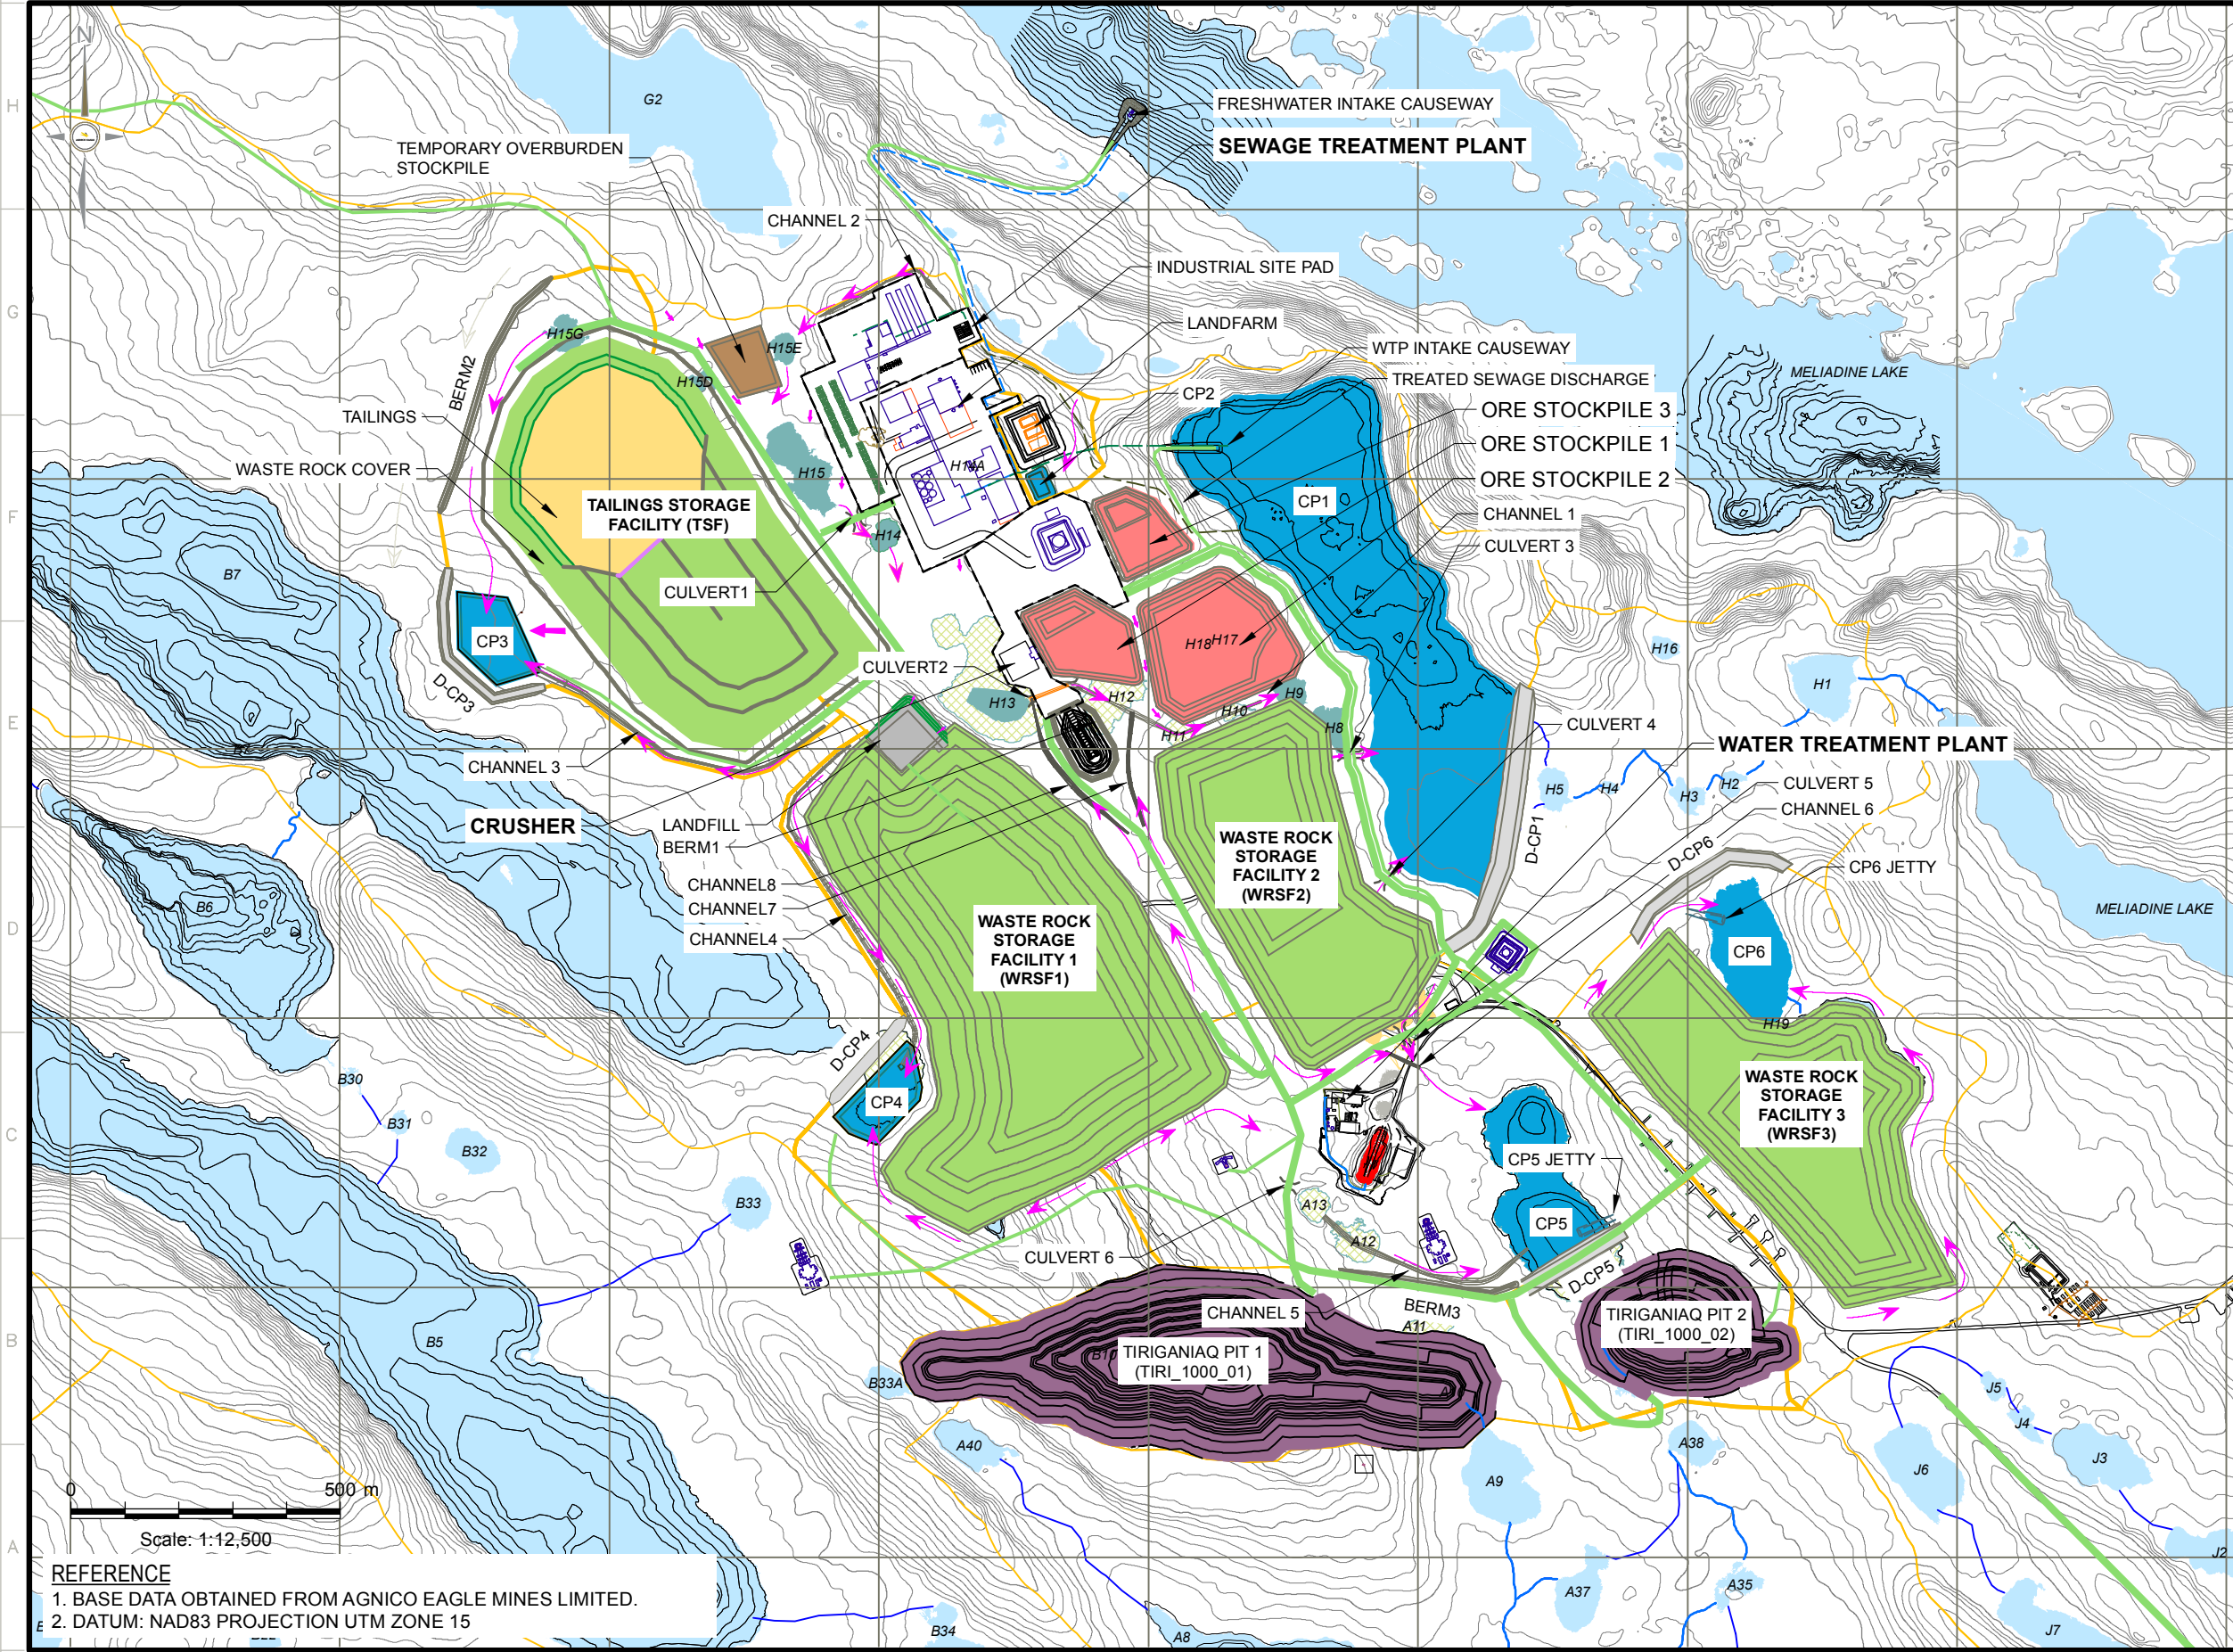 N
H
G
F
E
D
C
B
A
G2
FRESHWATER INTAKE CAUSEWAY
SEWAGE TREATMENT PLANT
TEMPORARY OVERBURDEN
STOCKPILE
CHANNEL 2
INDUSTRIAL SITE PAD
LANDFARM
WTP INTAKE CAUSEWAY
TREATED SEWAGE DISCHARGE
CP2
ORE STOCKPILE 3
ORE STOCKPILE 1
ORE STOCKPILE 2
CHANNEL 1
CULVERT 3
MELIADINE LAKE
H15G
H15E
H15D
BERM2
TAILINGS
WASTE ROCK COVER
H15
H14A
TAILINGS STORAGE
FACILITY (TSF)
CP1
H14
B7
CULVERT1
CP3
H18
H17
H16
D-CP3
CULVERT2
H13
H12
H9
H10
H8
H11
H1
CULVERT 4
WATER TREATMENT PLANT
CHANNEL 3
H5
H4
H3
H2
CULVERT 5
CHANNEL 6
CRUSHER
LANDFILL
BERM1
WASTE ROCK
STORAGE
FACILITY 2
(WRSF2)
D-CP1
D-CP6
CP6 JETTY
CHANNEL8
CHANNEL7
CHANNEL4
B6
WASTE ROCK
STORAGE
FACILITY 1
(WRSF1)
MELIADINE LAKE
CP6
H19
D-CP4
CP4
B30
B31
B32
B33
WASTE ROCK
STORAGE
FACILITY 3
(WRSF3)
CP5 JETTY
A13
A12
CP5
CULVERT 6
D-CP5
BERM3
A11
CHANNEL 5
TIRIGANIAQ PIT 2
(TIRI_1000_02)
B5
B10
TIRIGANIAQ PIT 1
(TIRI_1000_01)
B33A
J5
J4
A40
A38
A9
J6
J3
0
500 m
Scale: 1:12,500
REFERENCE
1. BASE DATA OBTAINED FROM AGNICO EAGLE MINES LIMITED.
2. DATUM: NAD83 PROJECTION UTM ZONE 15
J2
A37
A35
B34
A8
J7